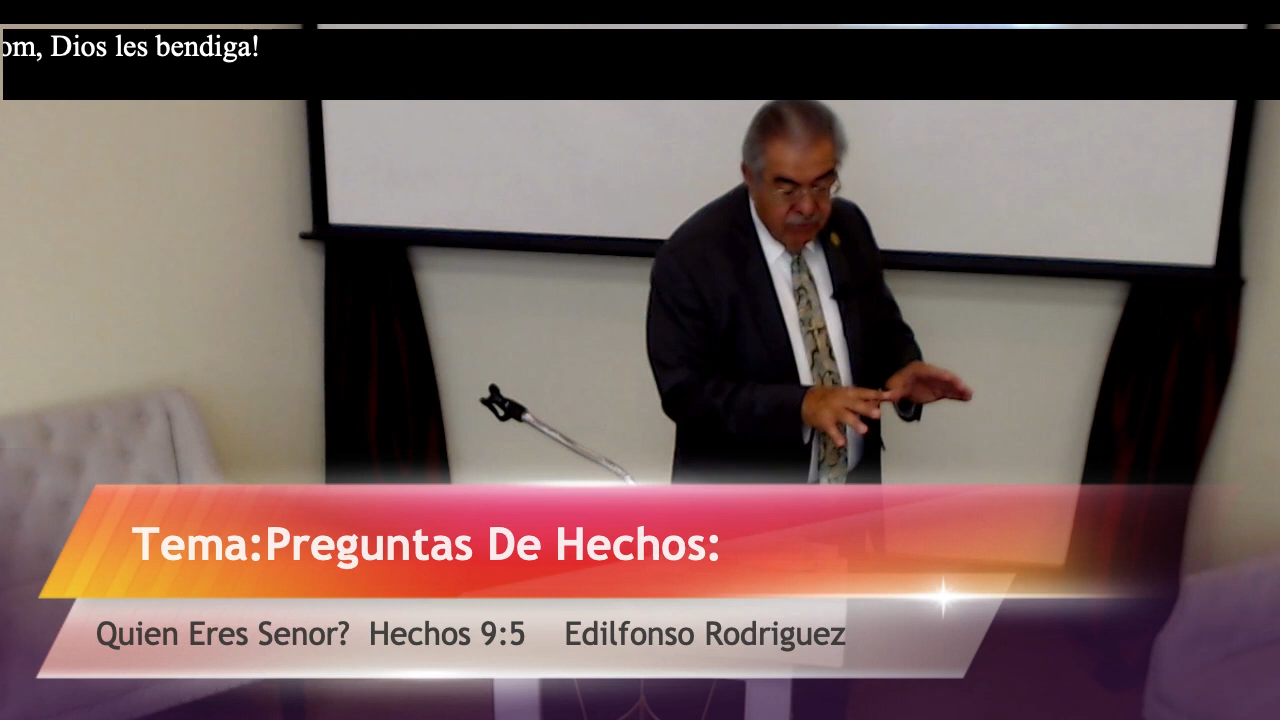 om, Dios les bendiga!
Tema:Preguntas De Hechos:
Quien Eres Senor? Hechos 9:5 Edilfonso Rodriguez